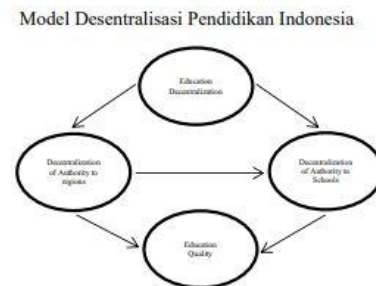 Model Desentralisasi Pendidikan Indonesia
Education
Decentralization
Decentralization
of Authority to
regions
Decentralization
of Authority to
Schools
Education
Quality